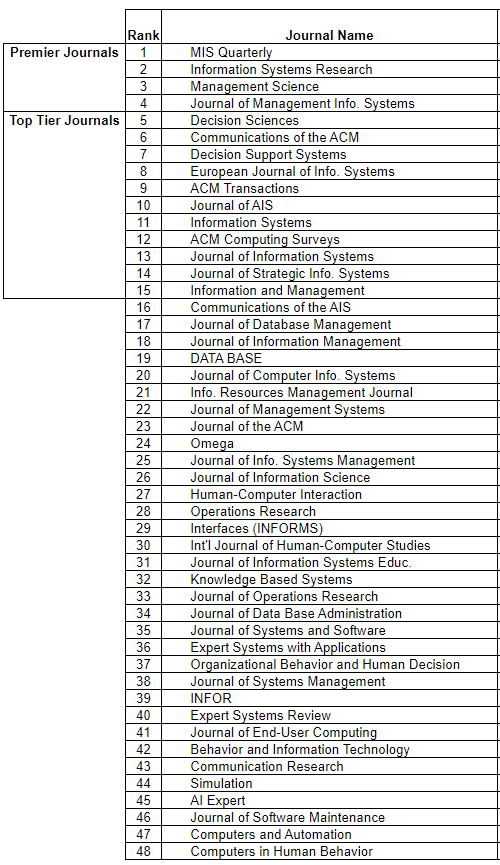 Rank Journal Name
Premier Journals 1 MIS Quarterly
2 Information Systems Research
3 Management Science
4 Journal of Management Info. Systems
Top Tier Journals 5 Decision Sciences
6 Communications of the ACM
7 Decision Support Systems
8 European Journal of Info. Systems
9 ACM Transactions
10 Journal of AIS
11 Information Systems
12 ACM Computing Surveys
13 Journal of Information Systems
14 Journal of Strategic Info. Systems
15 Information and Management
16 Communications of the AIS
17 Journal of Database Management
18 Journal of Information Management
19 DATA BASE
20 Journal of Computer Info. Systems
21 Info. Resources Management Journal
22 Journal of Management Systems
23 Journal of the ACM
24 Omega
25 Journal of Info. Systems Management
26 Journal of Information Science
27 Human-Computer Interaction
28 Operations Research
29 Interfaces (INFORMS)
30 Int'l Journal of Human-Computer Studies
31 Journal of Information Systems Educ.
32 Knowledge Based Systems
33 Journal of Operations Research
34 Journal of Data Base Administration
35 Journal of Systems and Software
36 Expert Systems with Applications
37 Organizational Behavior and Human Decision
38 Journal of Systems Management
39 INFOR
40 Expert Systems Review
41 Journal of End-User Computing
42 Behavior and Information Technology
43 Communication Research
44 Simulation
45 AI Expert
46 Journal of Software Maintenance
47 Computers and Automation
48 Computers in Human Behavior